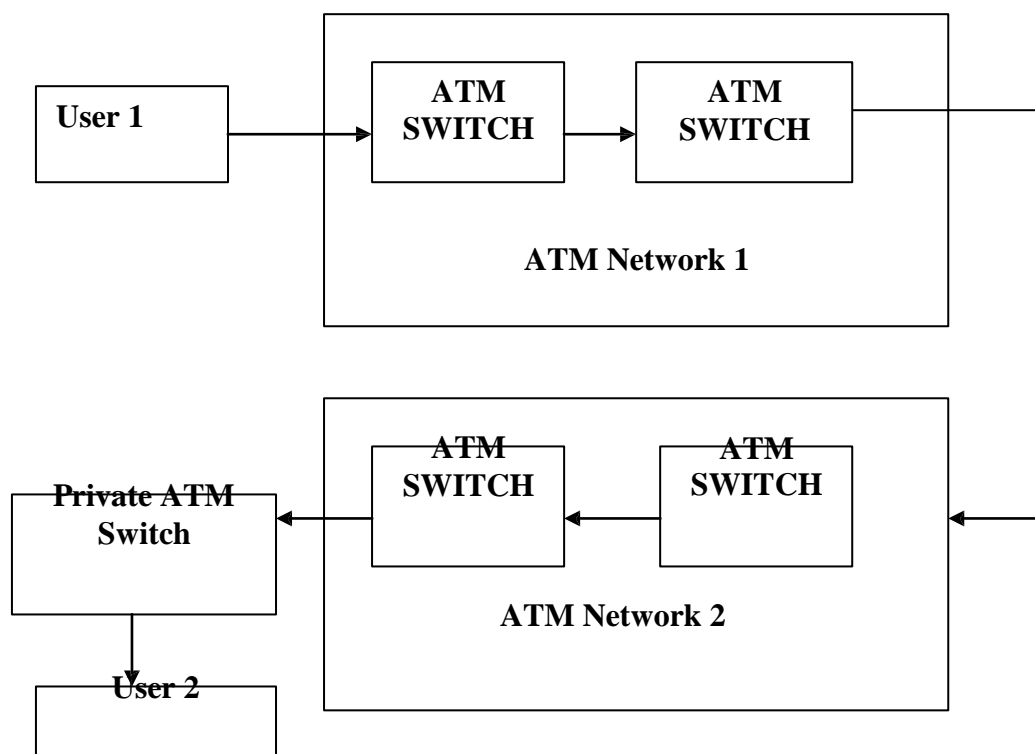 User 1
ATM
SWITCH
ATM
SWITCH
ATM Network 1
ATM
SWITCH
ATM
SWITCH
Private ATM
Switch
ATM Network 2
User 2